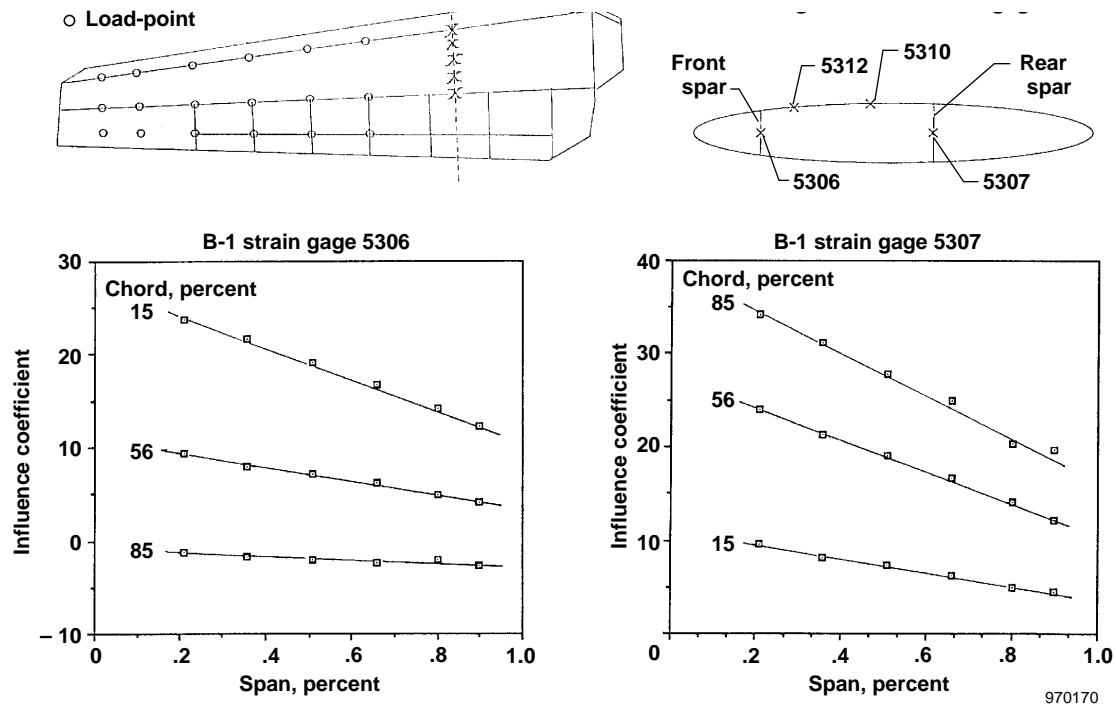 Load-point
Front spar
5312
5310
Rear spar
5306
5307
B-1 strain gage 5306
30
20
10
0
– 10
Influence coefficient
Chord, percent
15
56
85
0
.2
.4
.6
.8
1.0
Span, percent
B-1 strain gage 5307
40
30
20
10
0
Influence coefficient
Chord, percent
85
56
15
.2
.4
.6
.8
1.0
Span, percent
970170